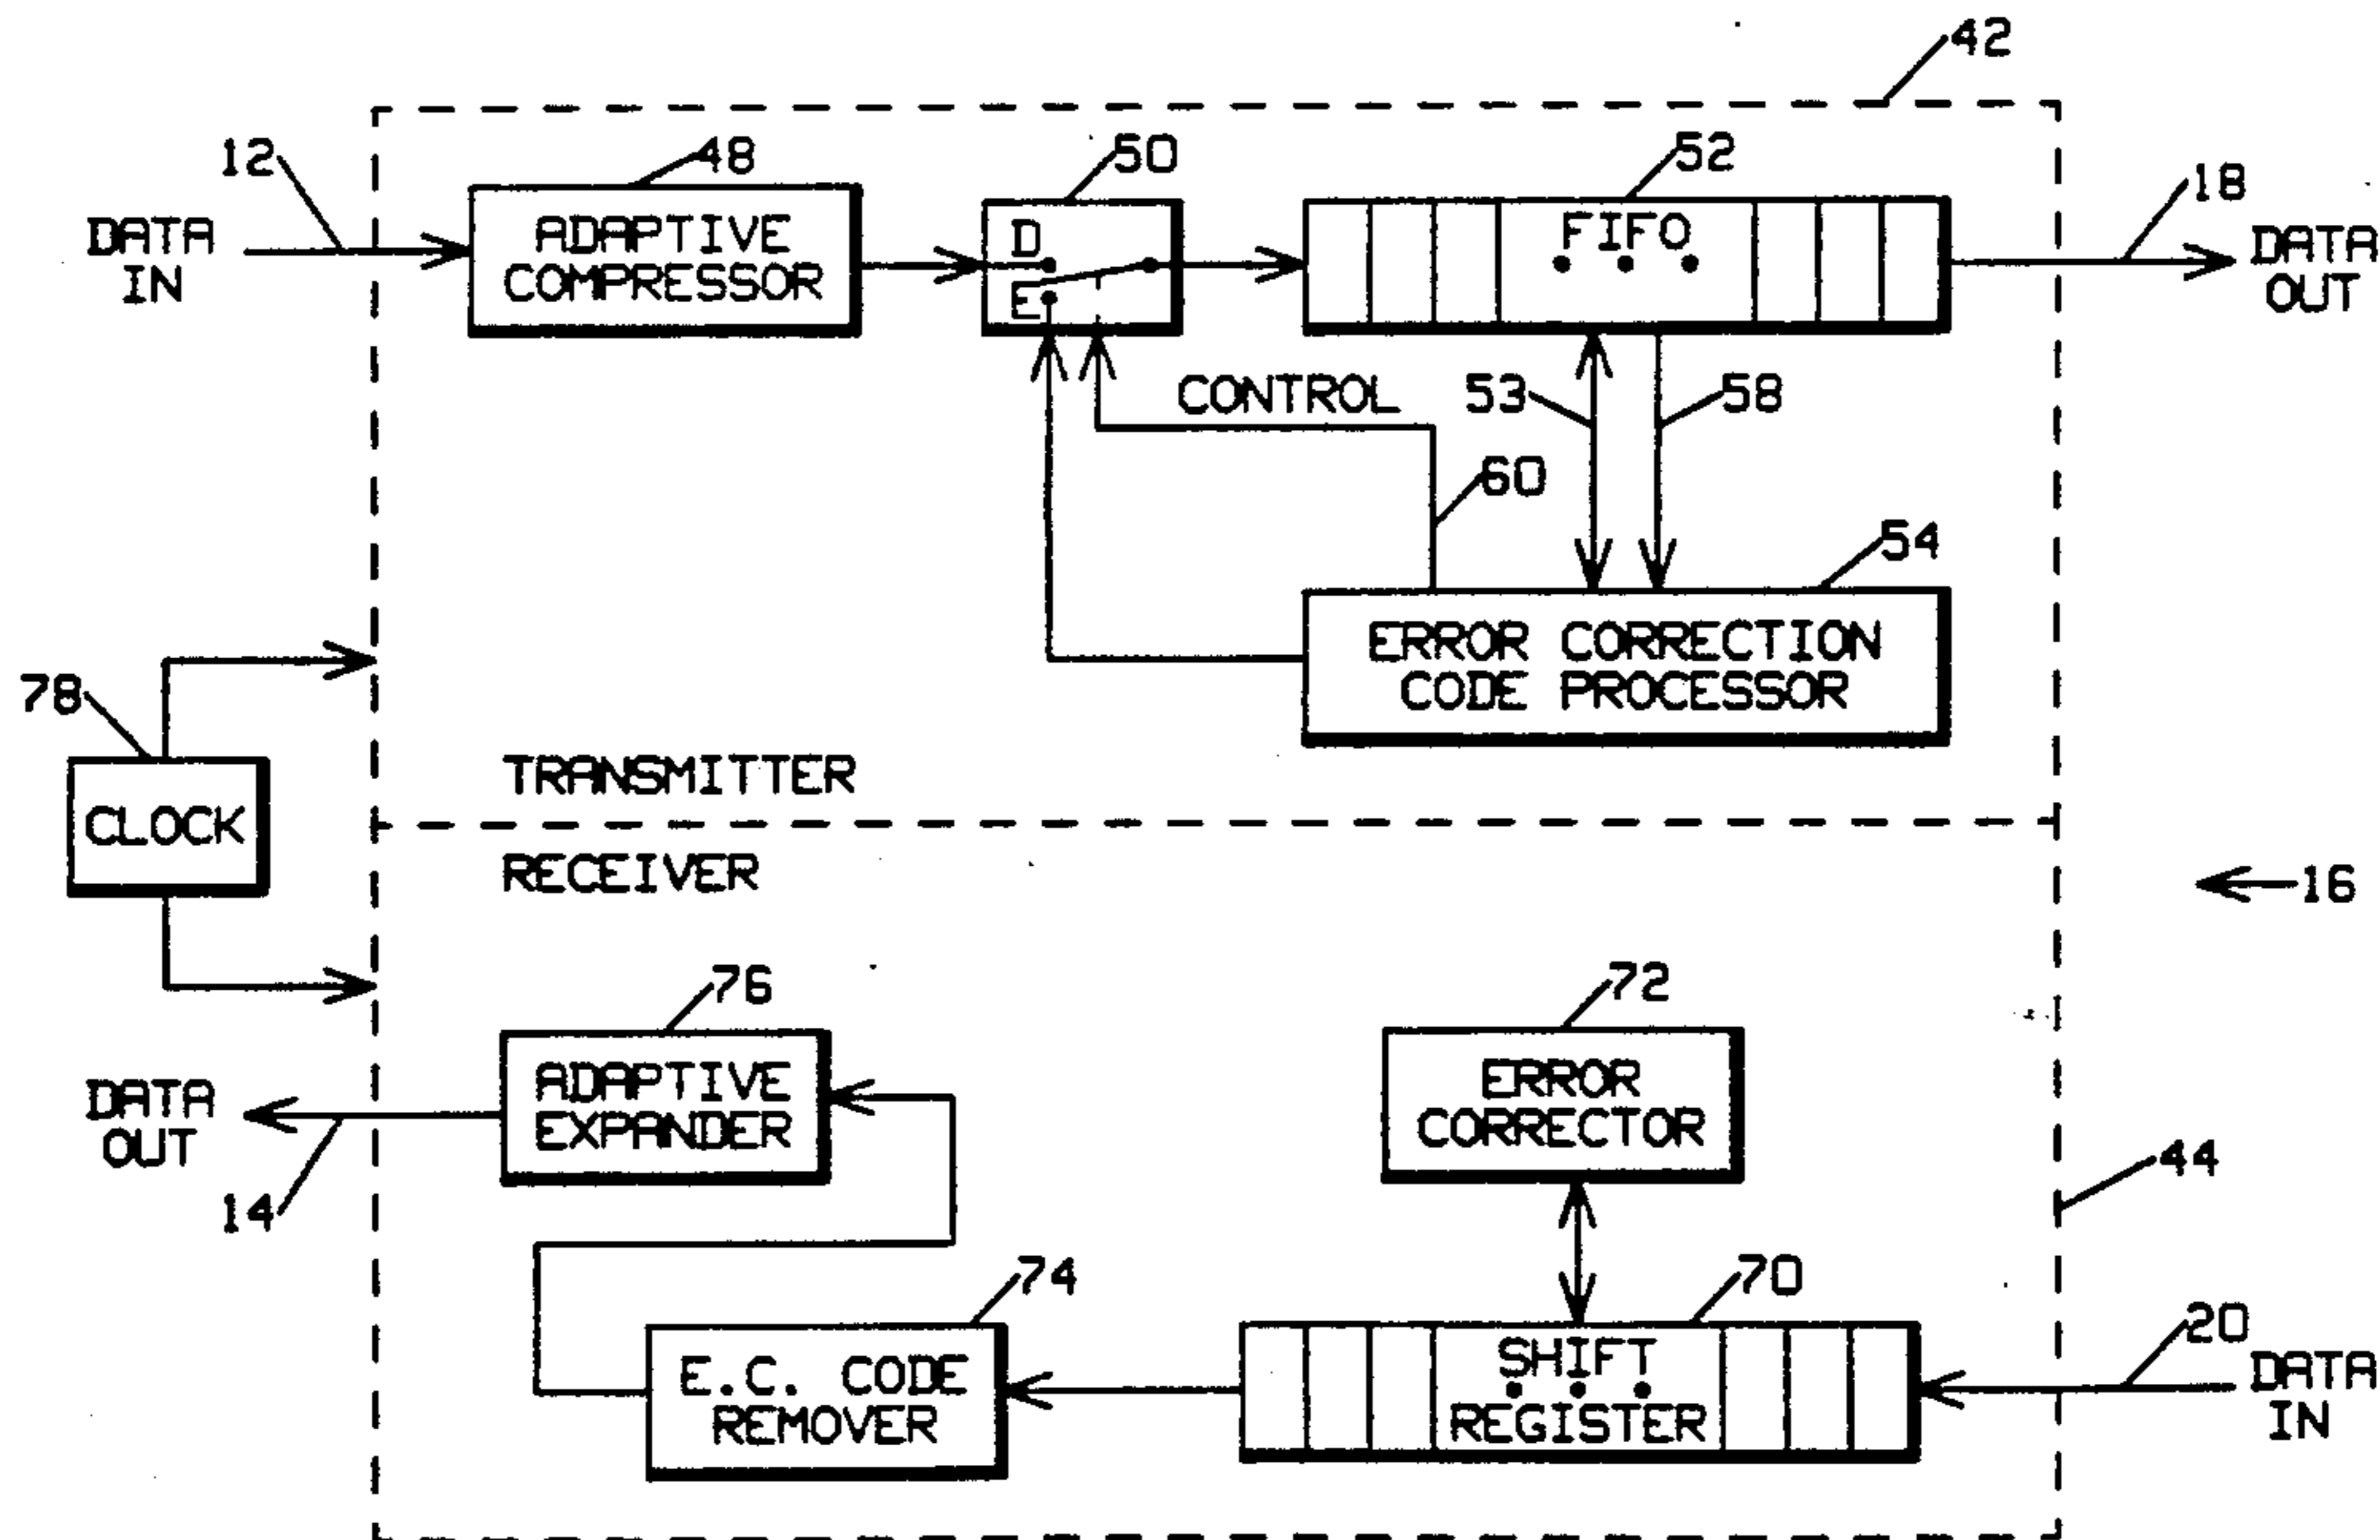 42
12
48
50
52
18
DATA
IN
ADAPTIVE
COMPRESSOR
D
E
FIFO
DATA
OUT
CONTROL
53
58
60
54
ERROR CORRECTION
CODE PROCESSOR
78
CLOCK
TRANSMITTER
RECEIVER
16
76
72
DATA
OUT
ADAPTIVE
EXPANDER
ERROR
CORRECTOR
14
44
74
70
20
E.C. CODE
REMOVER
SHIFT
REGISTER
DATA
IN